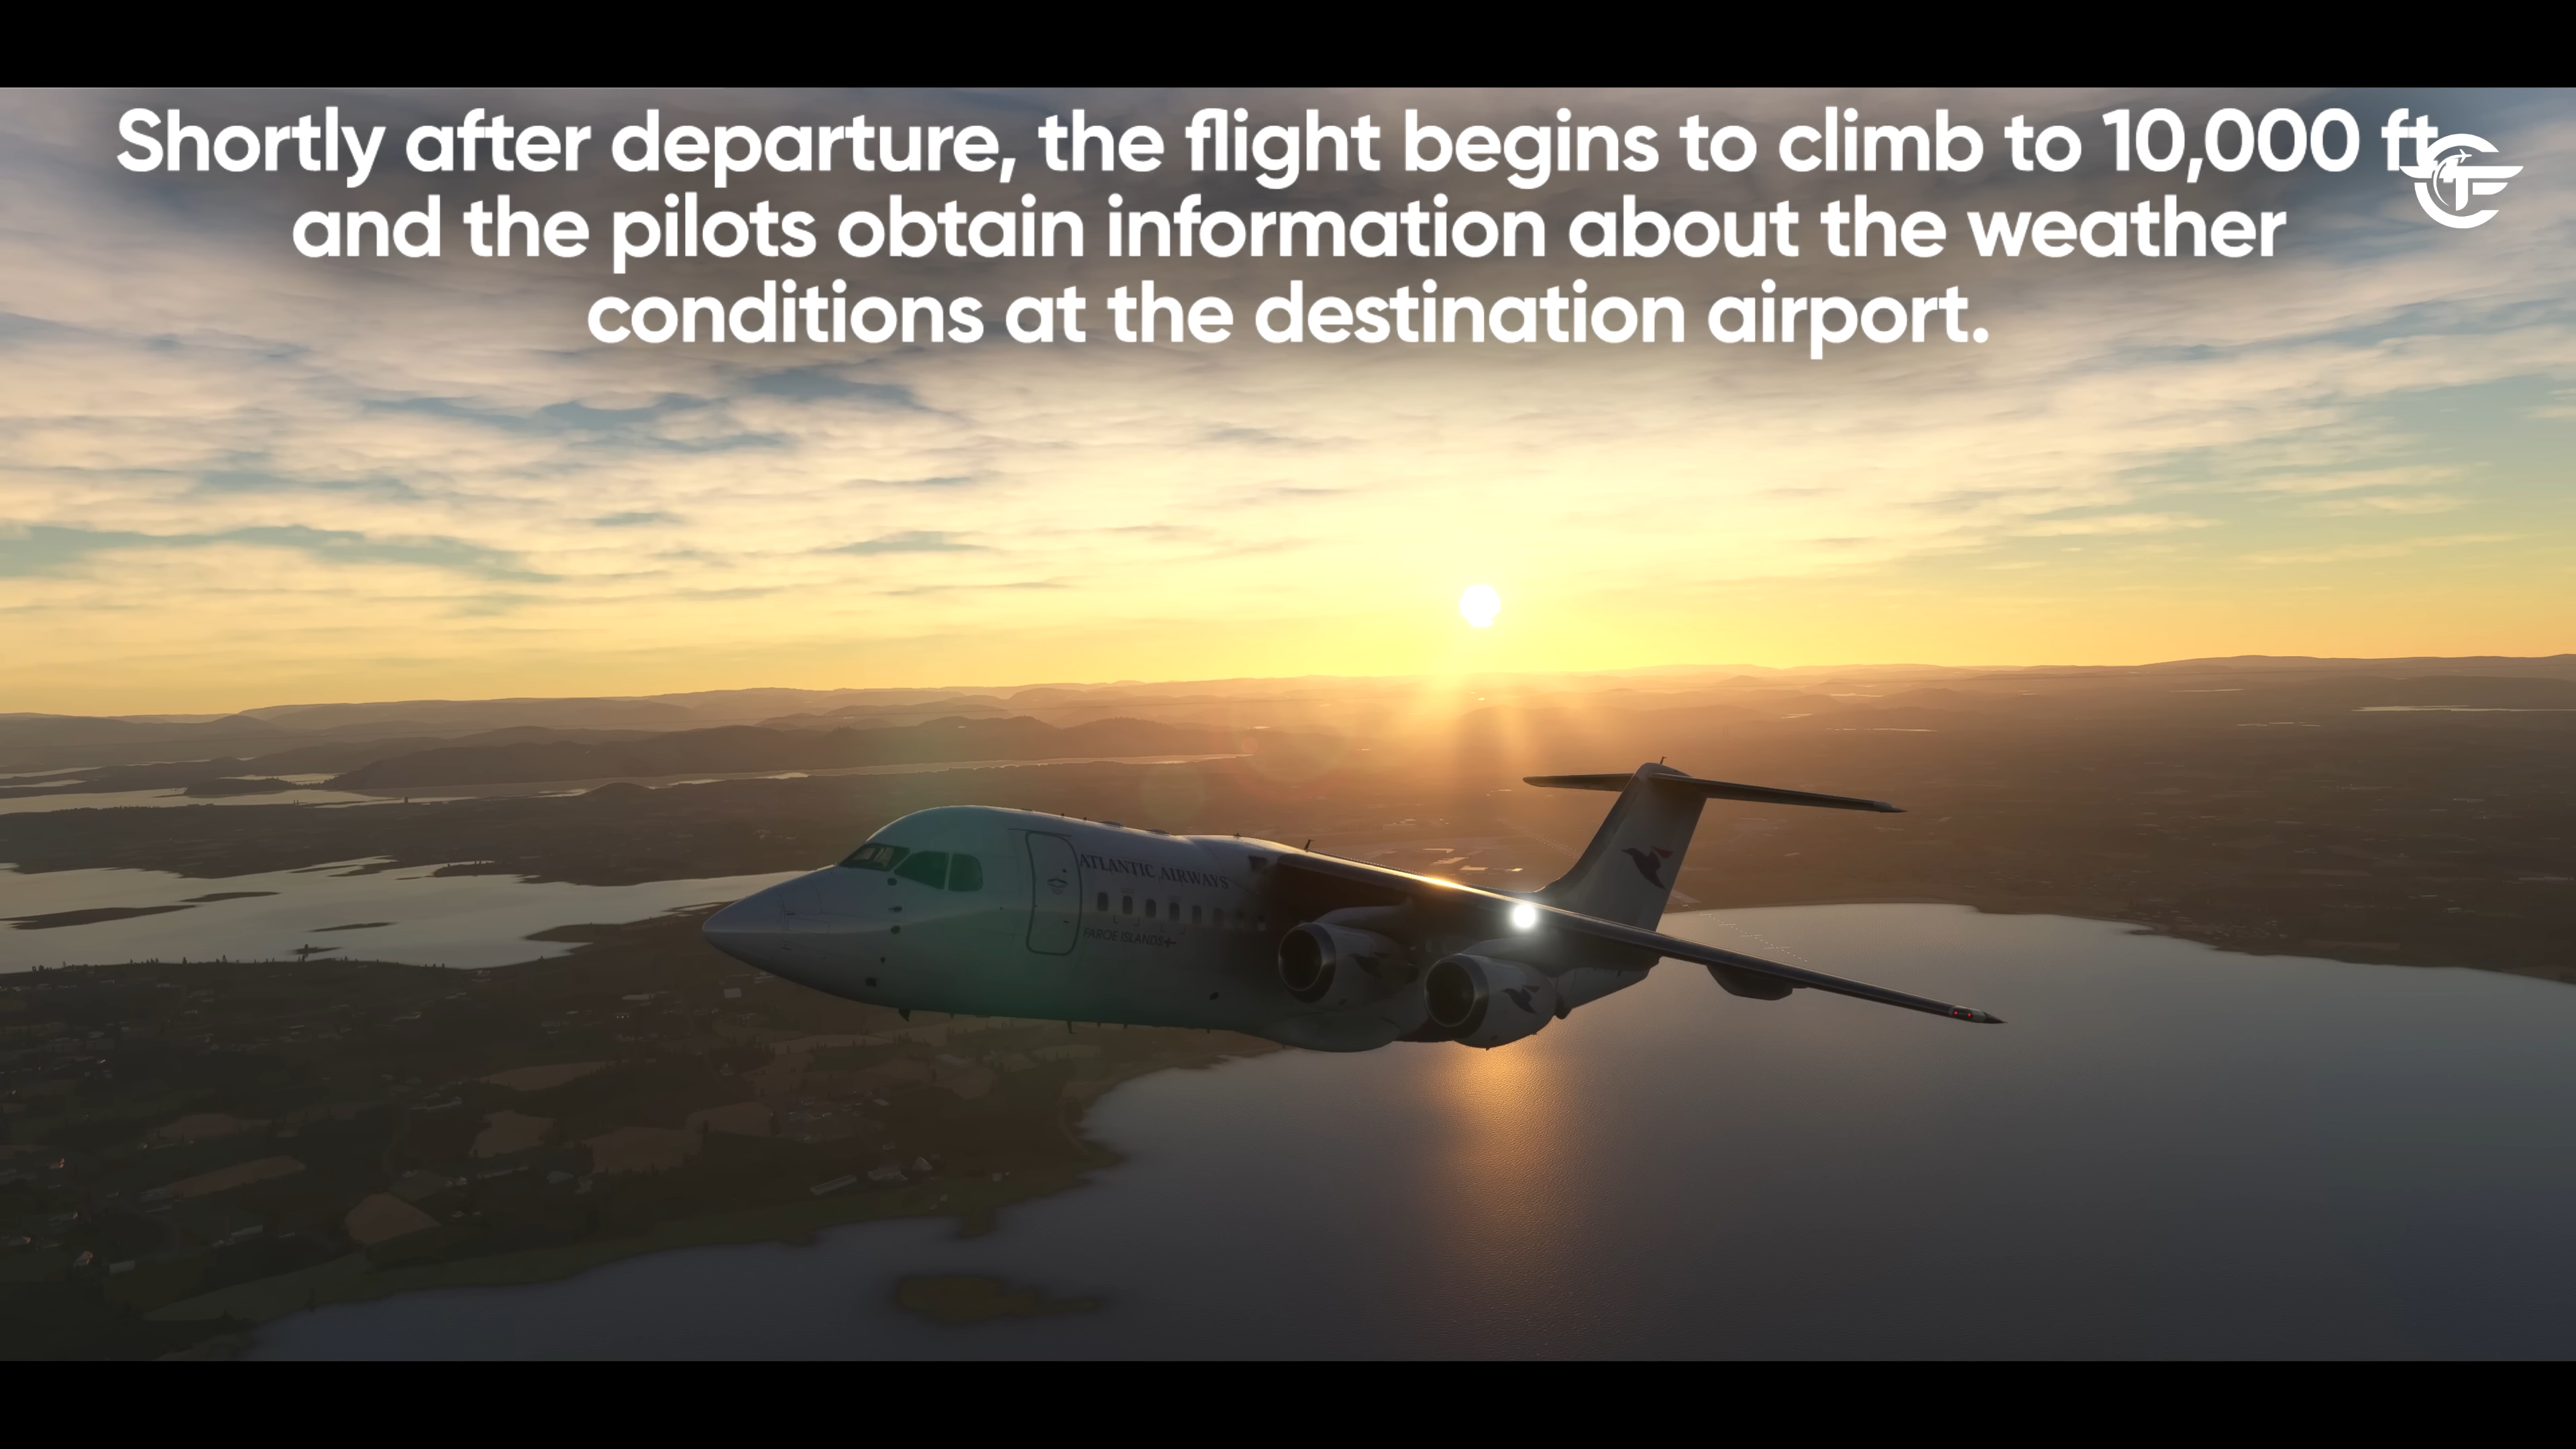 Shortly after departure, the flight begins to climb to 10,000 ft
and the pilots obtain information about the weather
conditions at the destination airport.
ATLANTIC AIRWAYS
FAROE ISLANDS